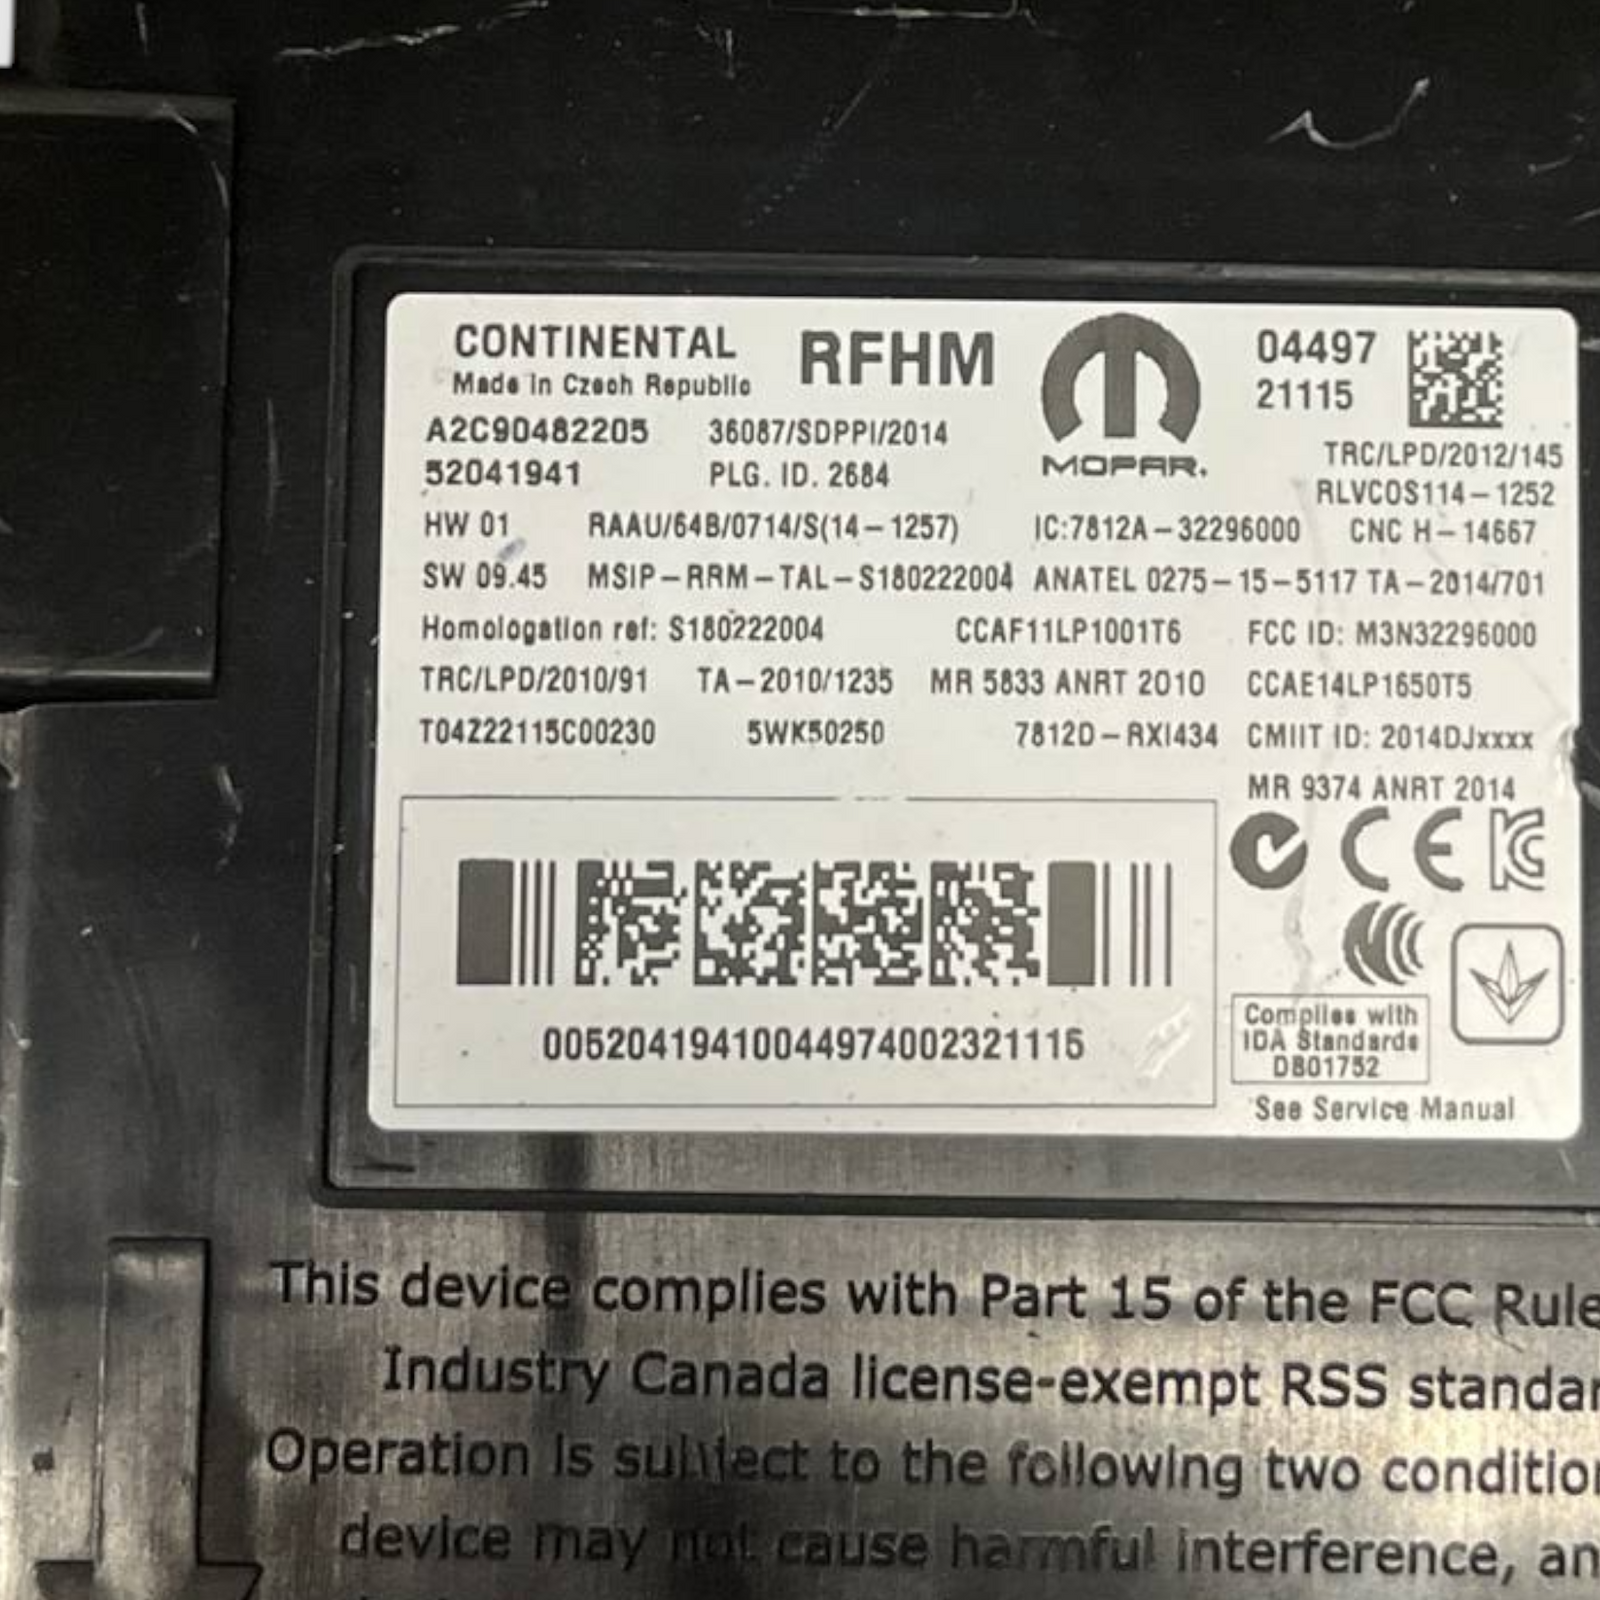 CONTINENTAL RFHM 04497
Made in Czech Republic 21115
A2C90482205 36087/SDPPI/2014 MOPAR. TRC/LPD/2012/145
52041941 PLG. ID. 2684 RLVCOS114-1252
HW 01 RAAU/64B/0714/S(14-1257) IC:7812A-32296000 CNC H-14667
SW 09.45 MSIP-RRM-TAL-S180222004 ANATEL 0275-15-5117 TA-2014/701
Homologation ref: S180222004 CCAF11LP1001T6 FCC ID: M3N32296000
TRC/LPD/2010/91 TA-2010/1235 MR 5833 ANRT 2010 CCAE14LP1650T5
T04Z22115C00230 5WK50250 7812D-RXI434 CMIIT ID: 2014DJxxxx
MR 9374 ANRT 2014
CE KC
00520419410044974002321115
Complies with
IDA Standards
DB01752
See Service Manual
This device complies with Part 15 of the FCC Rule
Industry Canada license-exempt RSS standar
Operation is subject to the following two condition
device may not cause harmful interference, an